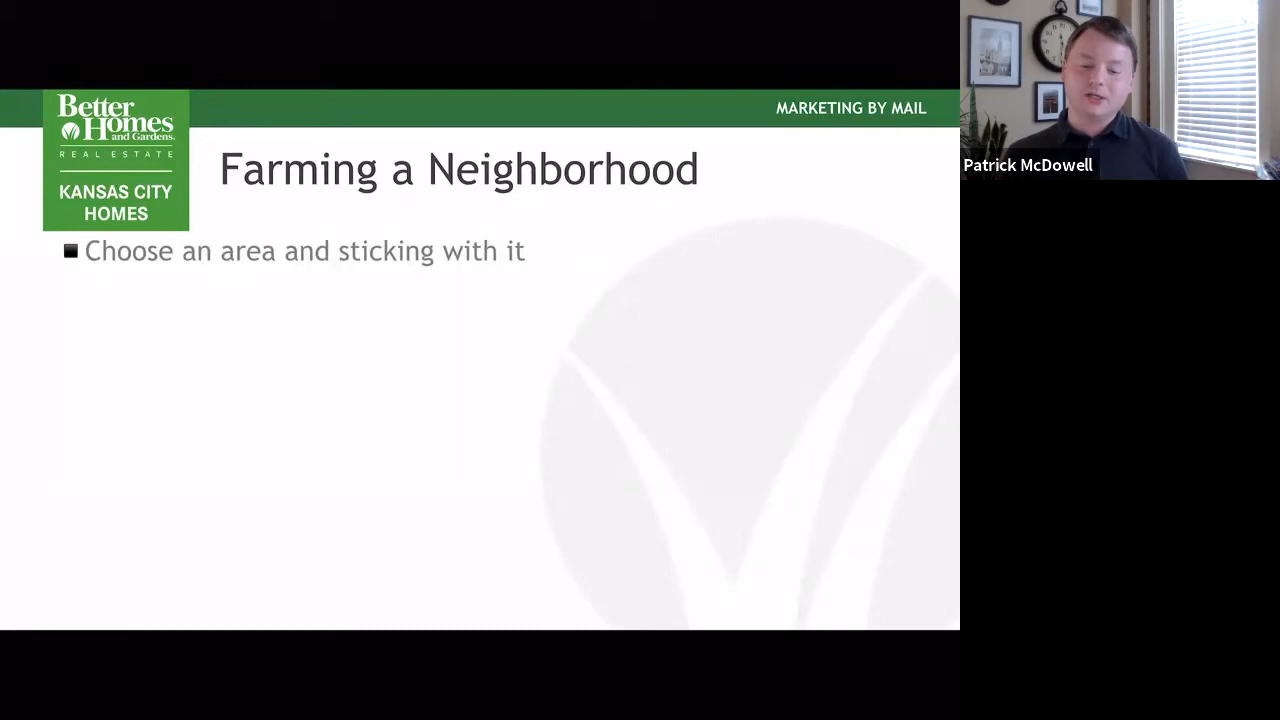 Better
Homes
and Gardens.
REAL ESTATE
KANSAS CITY
HOMES
MARKETING BY MAIL
Farming a Neighborhood
Choose an area and sticking with it
Patrick McDowell